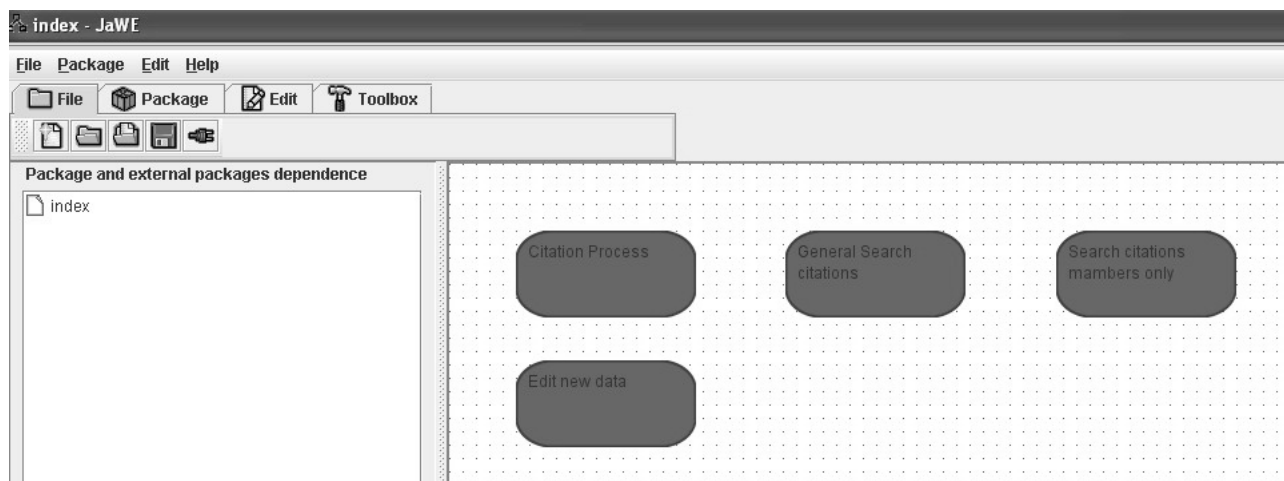 index - JaWE
File Package Edit Help
File Package Edit Toolbox
Package and external packages dependence
index
Citation Process
General Search
citations
Search citations
mambers only
Edit new data